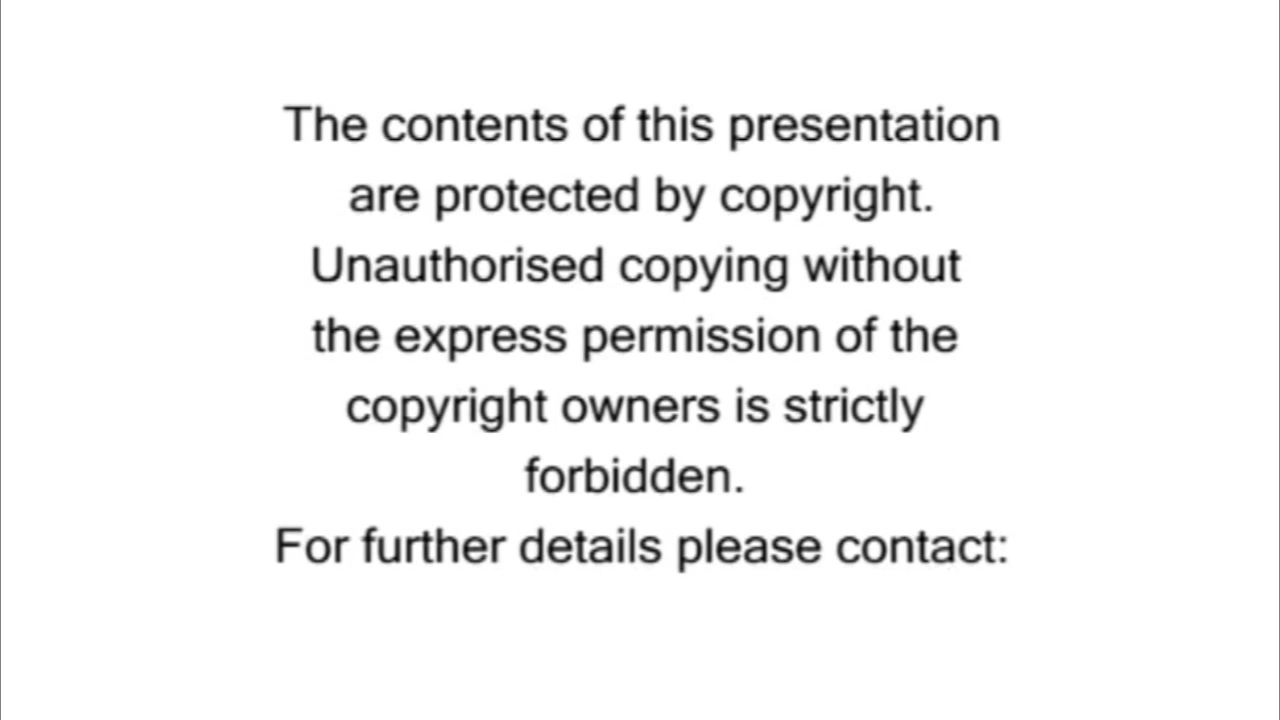 The contents of this presentation
are protected by copyright.
Unauthorised copying without
the express permission of the
copyright owners is strictly
forbidden.
For further details please contact: